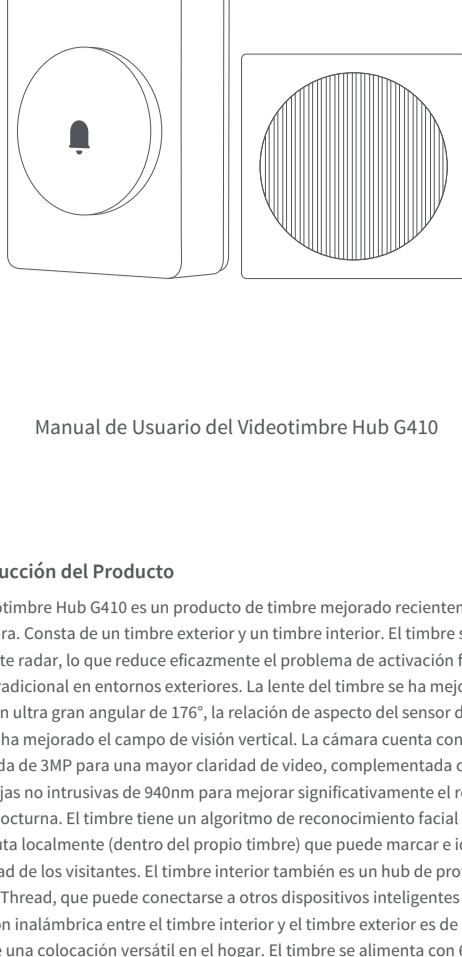 Manual de Usuario del Videotimbre Hub G410
ucción del Producto
timbre Hub G410 es un producto de timbre mejorado
ra. Consta de un timbre exterior y un timbre interior. El timbre
te radar, lo que reduce eficazmente el problema de activación
radicional en entornos exteriores. La lente del timbre se ha
n ultra gran angular de 176°, la relación de aspecto del sensor
ha mejorado el campo de visión vertical. La cámara cuenta con
da de 3MP para una mayor claridad de video, complementada
jas no intrusivas de 940nm para mejorar significativamente el
octurna. El timbre tiene un algoritmo de reconocimiento facial
uta localmente (dentro del propio timbre) que puede marcar e
ad de los visitantes. El timbre interior también es un hub de
Thread, que puede conectarse a otros dispositivos inteligentes
ón inalámbrica entre el timbre interior y el timbre exterior es de
e una colocación versátil en el hogar. El timbre se alimenta con